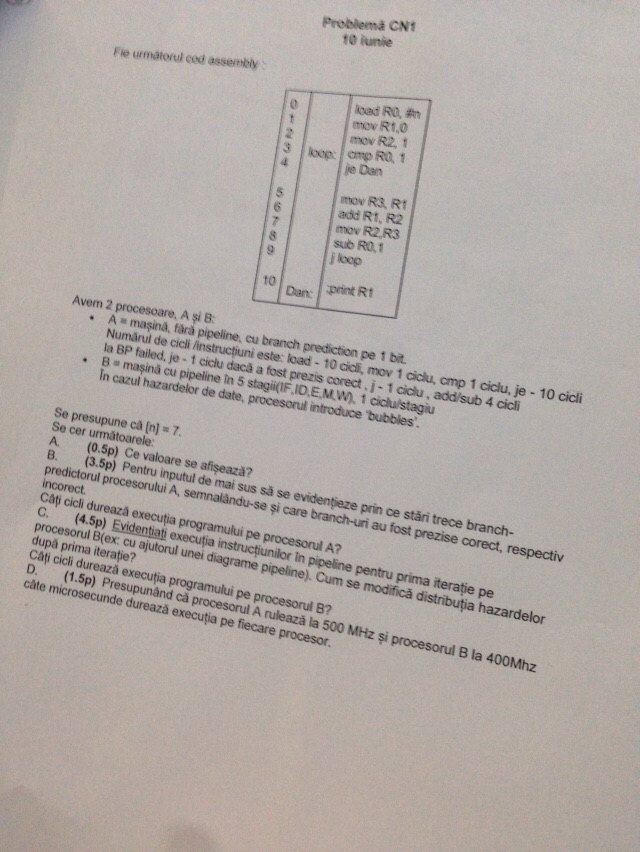 Problemă CN1
10 iunie
Fie următorul cod assembly :
0 load R0, #n
1 mov R1,0
2 mov R2, 1
3 loop: cmp R0, 1
4 je Dan
5 mov R3, R1
6 add R1, R2
7 mov R2,R3
8 sub R0,1
9 j loop
10 Dan: :print R1
Avem 2 procesoare, A și B:
• A = mașină, fără pipeline, cu branch prediction pe 1 bit.
Numărul de cicli /instrucțiuni este: load - 10 cicli, mov 1 ciclu, cmp 1 ciclu, je - 10 cicli
la BP failed, je - 1 ciclu dacă a fost prezis corect , j - 1 ciclu , add/sub 4 cicli
• B = mașină cu pipeline în 5 stagii(IF,ID,E,M,W), 1 ciclu/stagiu
În cazul hazardelor de date, procesorul introduce 'bubbles'.
Se presupune că [n] = 7.
Se cer următoarele:
A. (0.5p) Ce valoare se afișează?
B. (3.5p) Pentru inputul de mai sus să se evidențieze prin ce stări trece branch-
predictorul procesorului A, semnalându-se și care branch-uri au fost prezise corect, respectiv
incorect.
Câți cicli durează execuția programului pe procesorul A?
C. (4.5p) Evidențiați execuția instrucțiunilor în pipeline pentru prima iterație pe
procesorul B(ex: cu ajutorul unei diagrame pipeline). Cum se modifică distribuția hazardelor
după prima iterație?
Câți cicli durează execuția programului pe procesorul B?
D. (1.5p) Presupunând că procesorul A rulează la 500 MHz și procesorul B la 400Mhz
câte microsecunde durează execuția pe fiecare procesor.